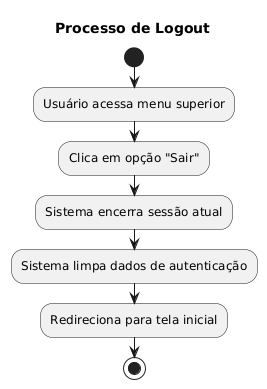 Processo de Logout
Usuário acessa menu superior
Clica em opção "Sair"
Sistema encerra sessão atual
Sistema limpa dados de autenticação
Redireciona para tela inicial